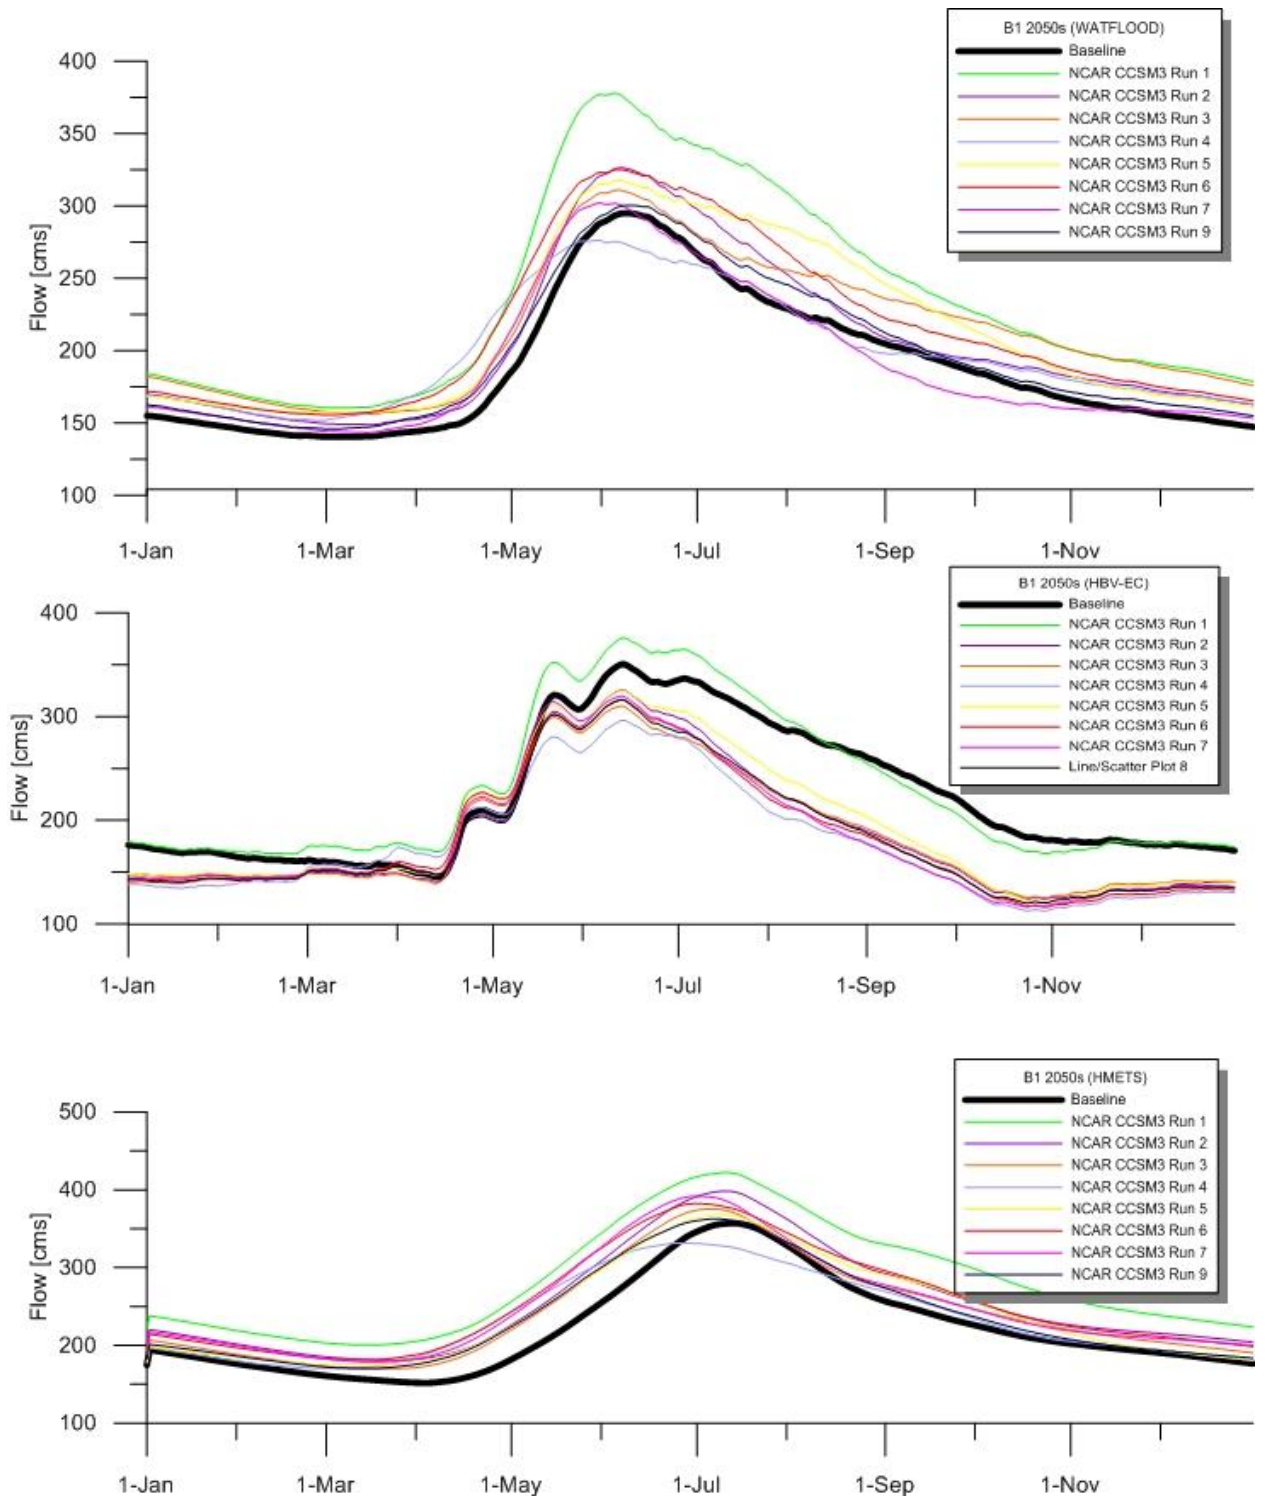 B1 2050s (WATFLOOD)
Baseline
NCAR CCSM3 Run 1
NCAR CCSM3 Run 2
NCAR CCSM3 Run 3
NCAR CCSM3 Run 4
NCAR CCSM3 Run 5
NCAR CCSM3 Run 6
NCAR CCSM3 Run 7
NCAR CCSM3 Run 9
400
350
300
250
200
150
100
Flow [cms]
1-Jan 1-Mar 1-May 1-Jul 1-Sep 1-Nov
B1 2050s (HBV-EC)
Baseline
NCAR CCSM3 Run 1
NCAR CCSM3 Run 2
NCAR CCSM3 Run 3
NCAR CCSM3 Run 4
NCAR CCSM3 Run 5
NCAR CCSM3 Run 6
NCAR CCSM3 Run 7
Line/Scatter Plot 8
400
300
200
100
Flow [cms]
1-Jan 1-Mar 1-May 1-Jul 1-Sep 1-Nov
B1 2050s (HMETS)
Baseline
NCAR CCSM3 Run 1
NCAR CCSM3 Run 2
NCAR CCSM3 Run 3
NCAR CCSM3 Run 4
NCAR CCSM3 Run 5
NCAR CCSM3 Run 6
NCAR CCSM3 Run 7
NCAR CCSM3 Run 9
500
400
300
200
100
Flow [cms]
1-Jan 1-Mar 1-May 1-Jul 1-Sep 1-Nov